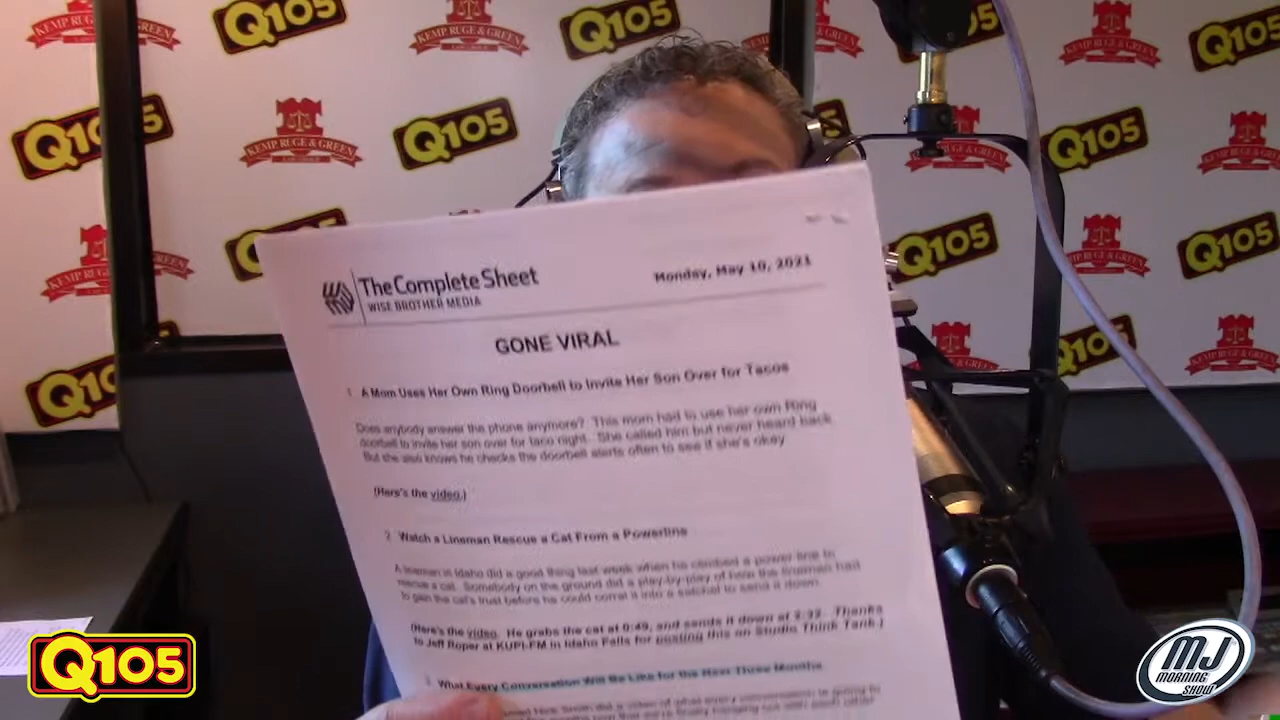 Q105
KEMP RUGE & GREEN
LAW GROUP
The Complete Sheet
WISE BROTHER MEDIA
Monday, May 10, 2021
GONE VIRAL
1 A Mom Uses Her Own Ring Doorbell to Invite Her Son Over for Tacos
Does anybody answer the phone anymore? This mom had to use her own Ring
doorbell to invite her son over for taco night. She called him but never heard back.
But she also knows he checks the doorbell alerts often to see if she's okay
(Here's the video.)
2 Watch a Lineman Rescue a Cat From a Powerline
A lineman in Idaho did a good thing last week when he climbed a power line to
rescue a cat. Somebody on the ground did a play-by-play of how the lineman had
to gain the cat's trust before he could corral it into a satchel to send it down.
(Here's the video. He grabs the cat at 0:49, and sends it down at 2:32. Thanks
to Jeff Roper at KUPI-FM in Idaho Falls for posting this on Studio Think Tank.)
3 What Every Conversation Will Be Like for the Next Three Months
Q105
MJ
MORNING
SHOW